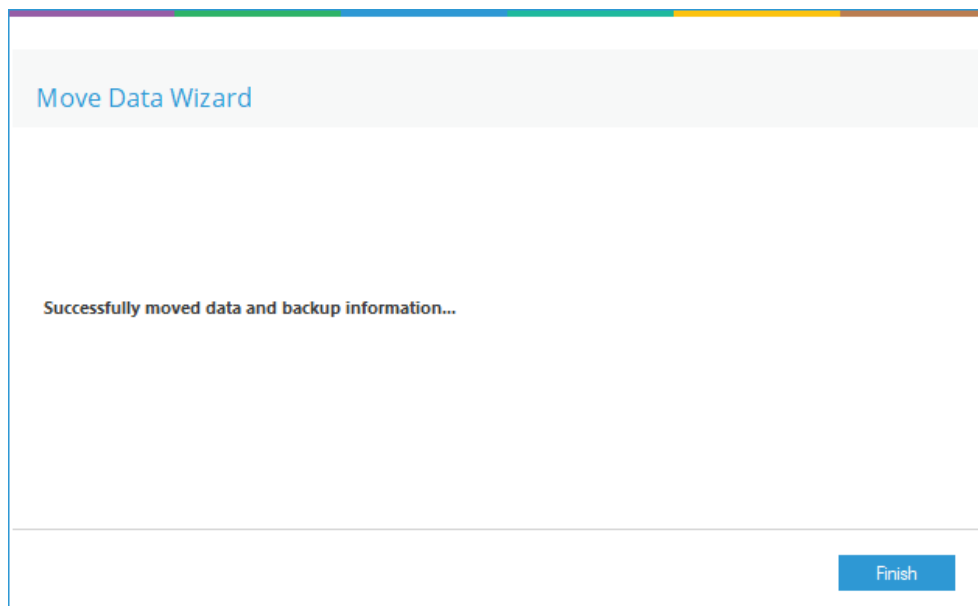 Move Data Wizard
Successfully moved data and backup information...
Finish